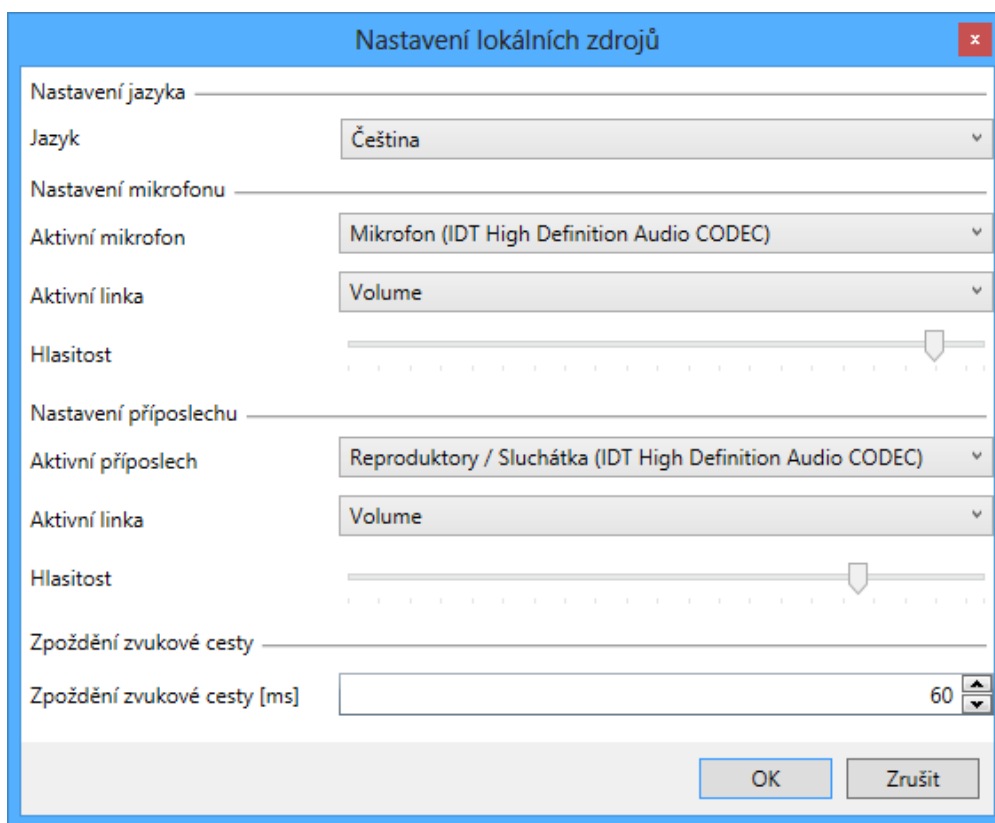 Nastavení lokálních zdrojů
x
Nastavení jazyka
Jazyk Čeština
Nastavení mikrofonu
Aktivní mikrofon Mikrofon (IDT High Definition Audio CODEC)
Aktivní linka Volume
Hlasitost
Nastavení příposlechu
Aktivní příposlech Reproduktory / Sluchátka (IDT High Definition Audio CODEC)
Aktivní linka Volume
Hlasitost
Zpoždění zvukové cesty
Zpoždění zvukové cesty [ms] 60
OK Zrušit